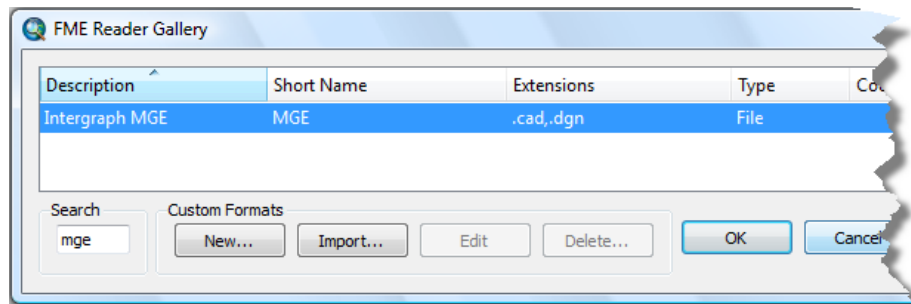 FME Reader Gallery
Description Short Name Extensions Type
Intergraph MGE MGE .cad,.dgn File
Search Custom Formats
mge New... Import... Edit Delete... OK Cancel